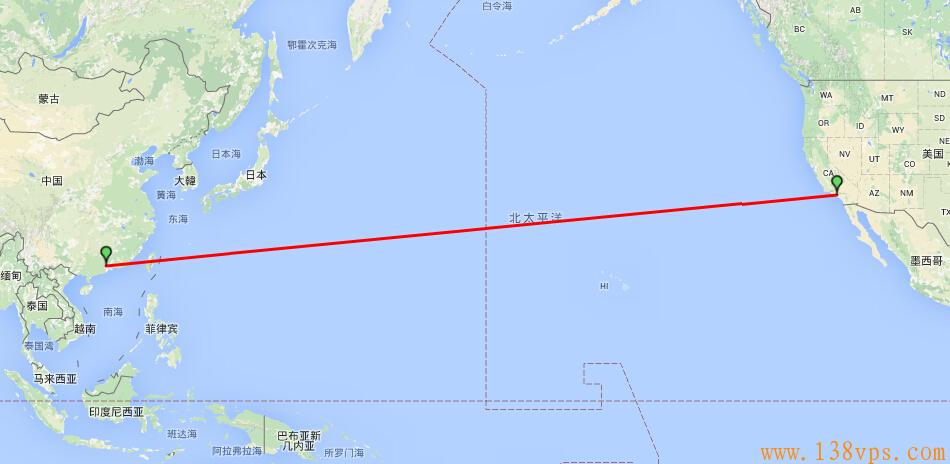 白令海
AB
BC
SK
鄂霍次克海
蒙古
WA
MT
ND
OR
ID
SD
WY
NE
日本海
渤海
NV
UT
CO
美国
中国
大韓
日本
CA
AZ
NM
黄海
TX
东海
北太平洋
墨西哥
缅甸
HI
泰国
南海
越南
菲律宾
泰国湾
马来西亚
印度尼西亚
班达海
巴布亚新
几内亚
阿拉弗拉海
所罗门海
www.138vps.com